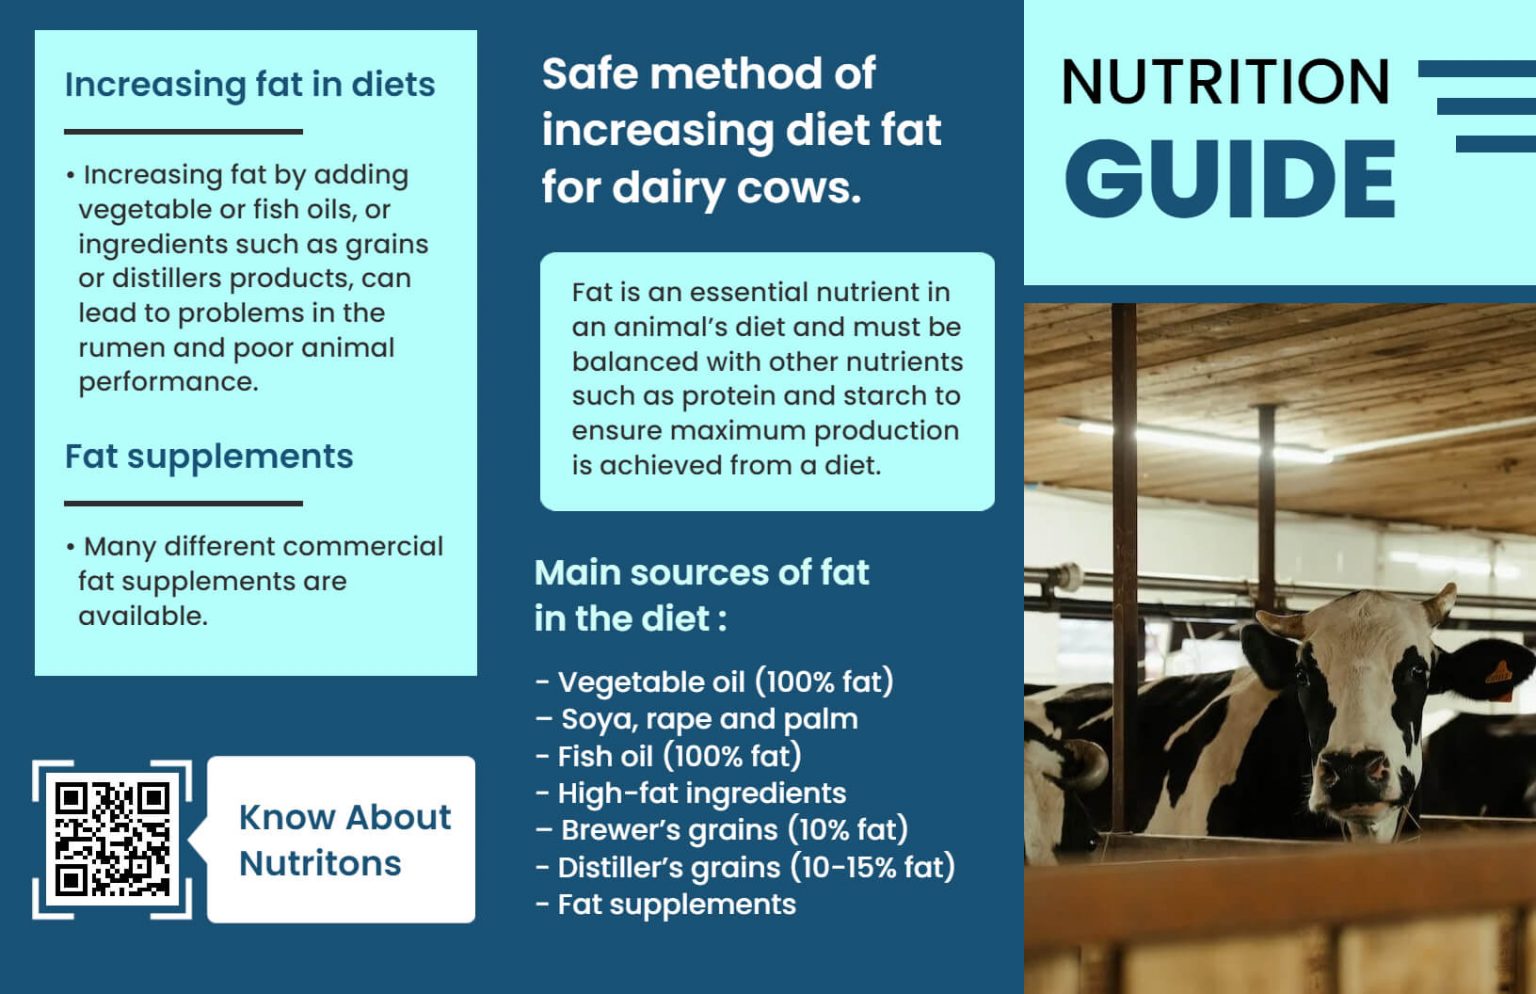 Increasing fat in diets
• Increasing fat by adding
vegetable or fish oils, or
ingredients such as grains
or distillers products, can
lead to problems in the
rumen and poor animal
performance.
Fat supplements
• Many different commercial
fat supplements are
available.
Know About
Nutritons
Safe method of
increasing diet fat
for dairy cows.
Fat is an essential nutrient in
an animal's diet and must be
balanced with other nutrients
such as protein and starch to
ensure maximum production
is achieved from a diet.
Main sources of fat
in the diet :
- Vegetable oil (100% fat)
– Soya, rape and palm
- Fish oil (100% fat)
- High-fat ingredients
– Brewer's grains (10% fat)
- Distiller's grains (10-15% fat)
- Fat supplements
NUTRITION
GUIDE